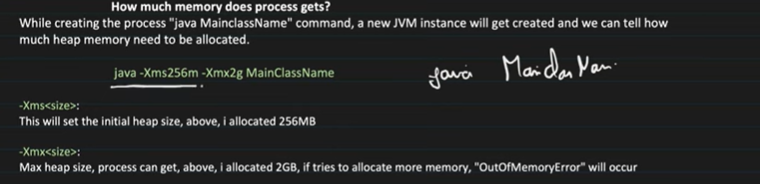 How much memory does process gets?
While creating the process "java MainclassName" command, a new JVM instance will get created and we can tell how
much heap memory need to be allocated.
java -Xms256m -Xmx2g MainClassName
java
-Xms<size>:
This will set the initial heap size, above, i allocated 256MB
-Xmx<size>:
Max heap size, process can get, above, i allocated 2GB, if tries to allocate more memory, "OutOfMemoryError" will occur